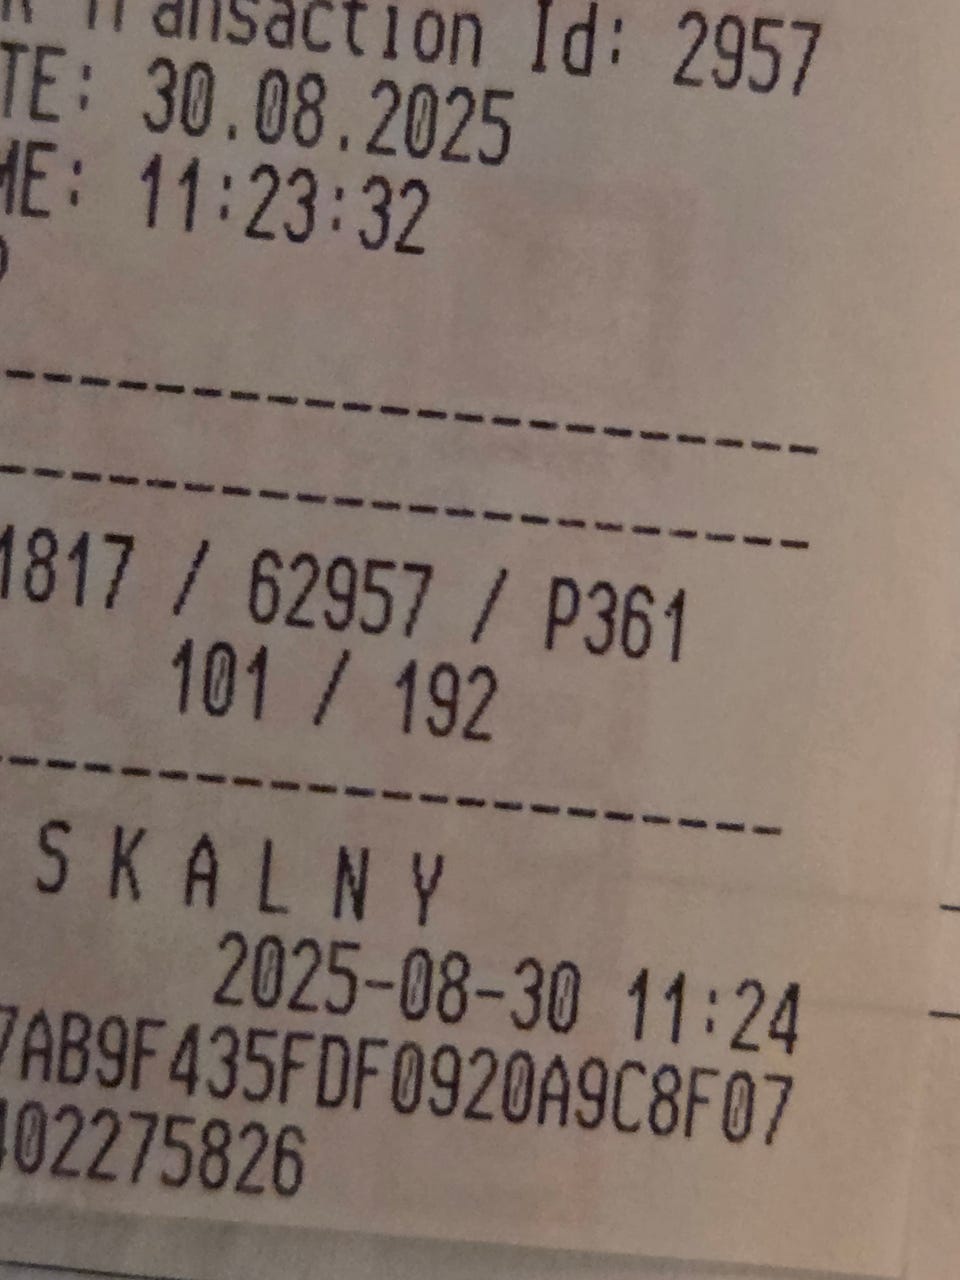 Transaction Id: 2957
TE: 30.08.2025
ME: 11:23:32
1817 / 62957 / P361
101 / 192
S K A L N Y
2025-08-30 11:24
7AB9F435FDF0920A9C8F07
402275826